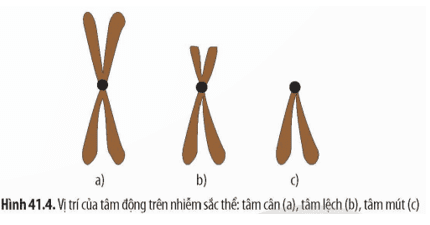 a) b) c)
Hình 41.4. Vị trí của tâm động trên nhiễm sắc thể: tâm cân (a), tâm lệch (b), tâm mút (c)